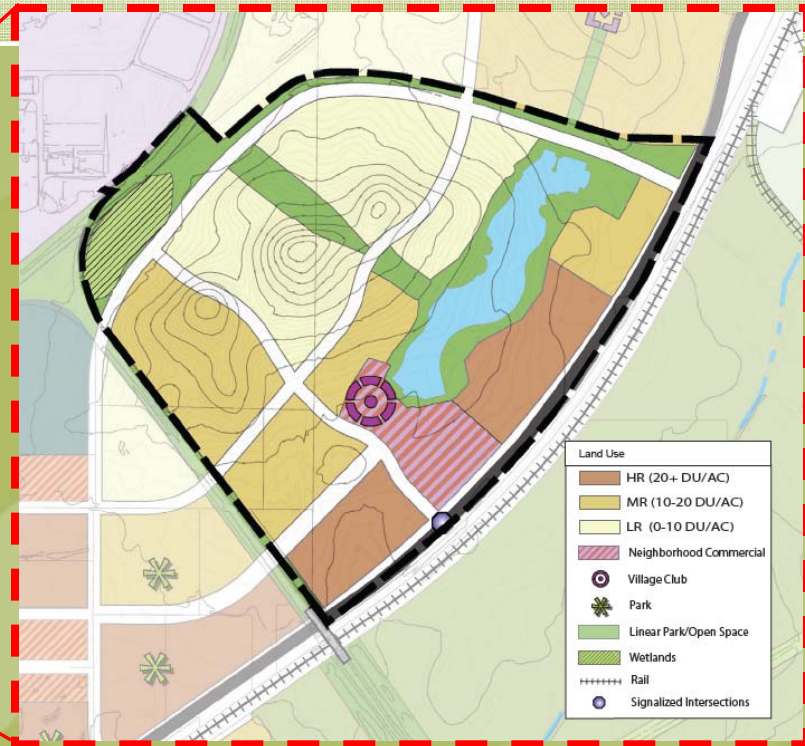 Land Use
HR (20+ DU/AC)
MR (10-20 DU/AC)
LR (0-10 DU/AC)
Neighborhood Commercial
Village Club
Park
Linear Park/Open Space
Wetlands
Rail
Signalized Intersections